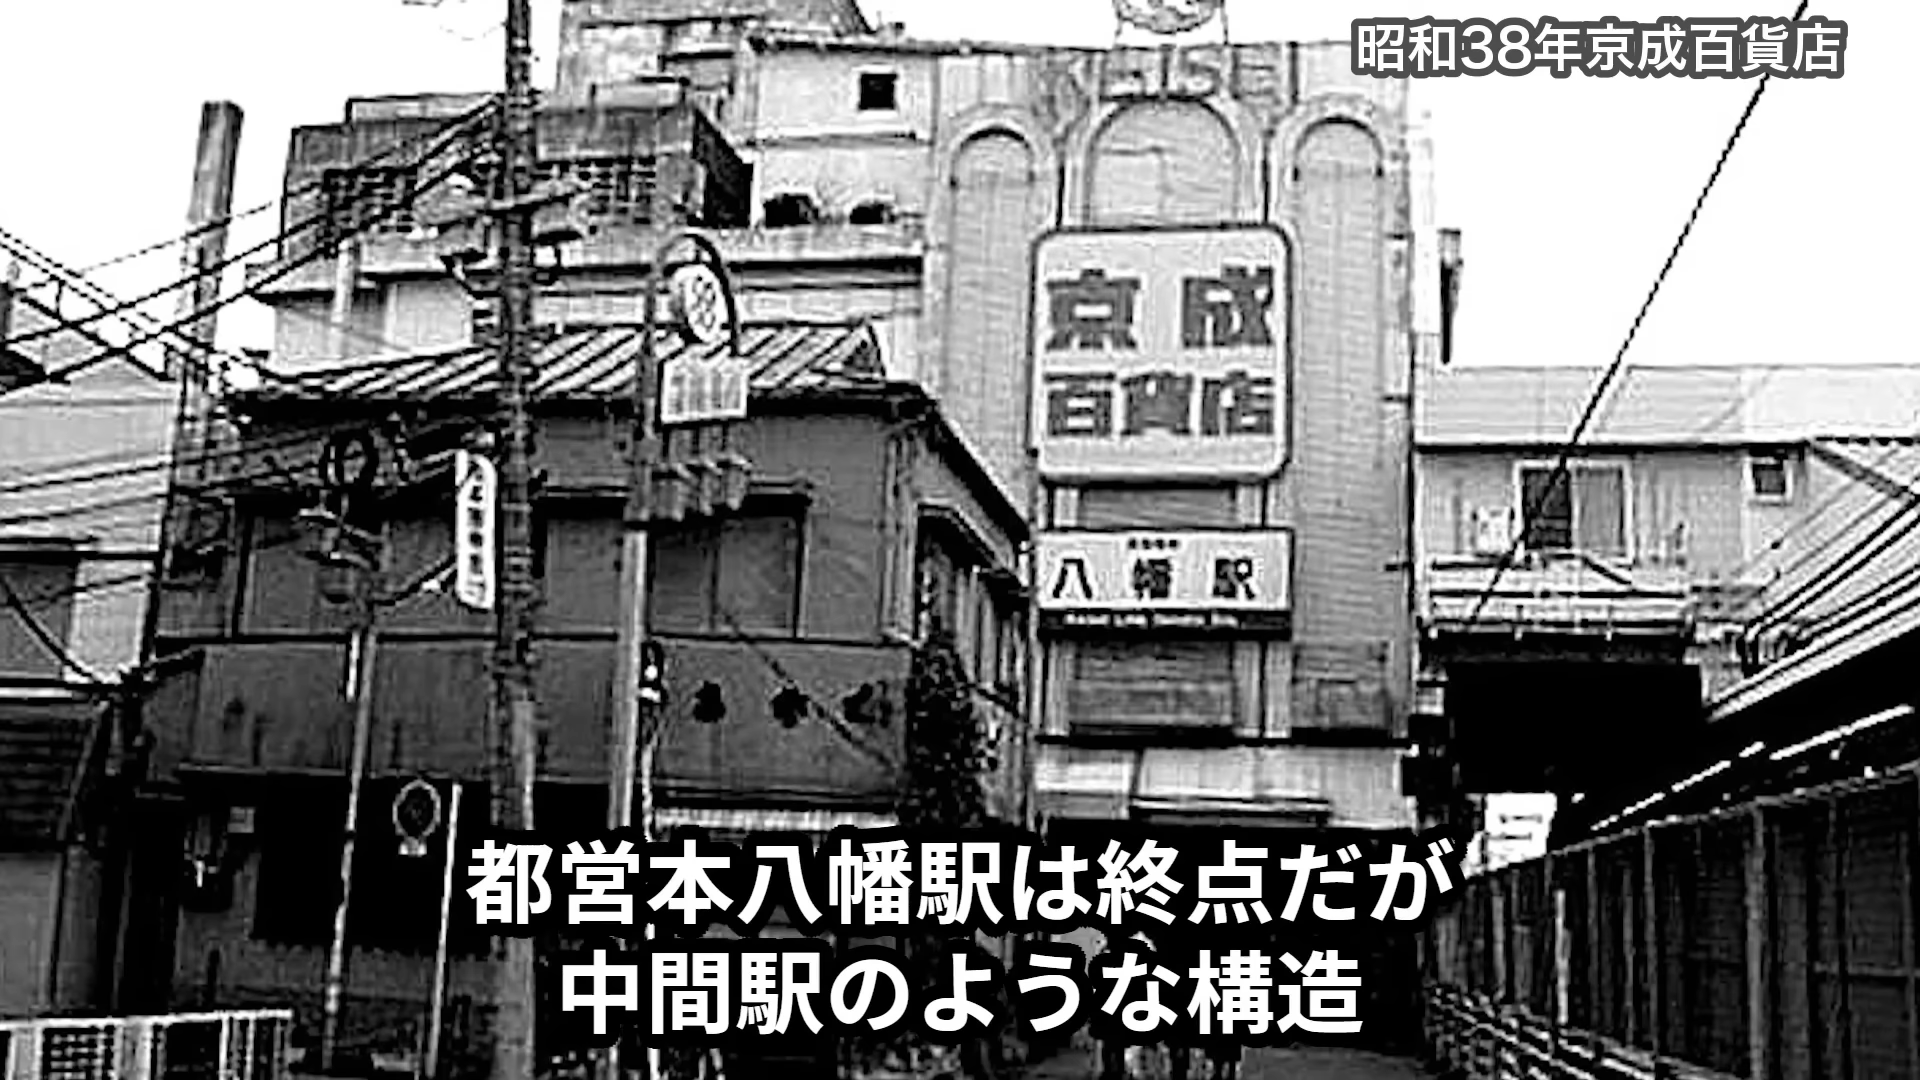 昭和38年京成百貨店
京成
百貨店
八幡駅
都営本八幡駅は終点だが
中間駅のような構造